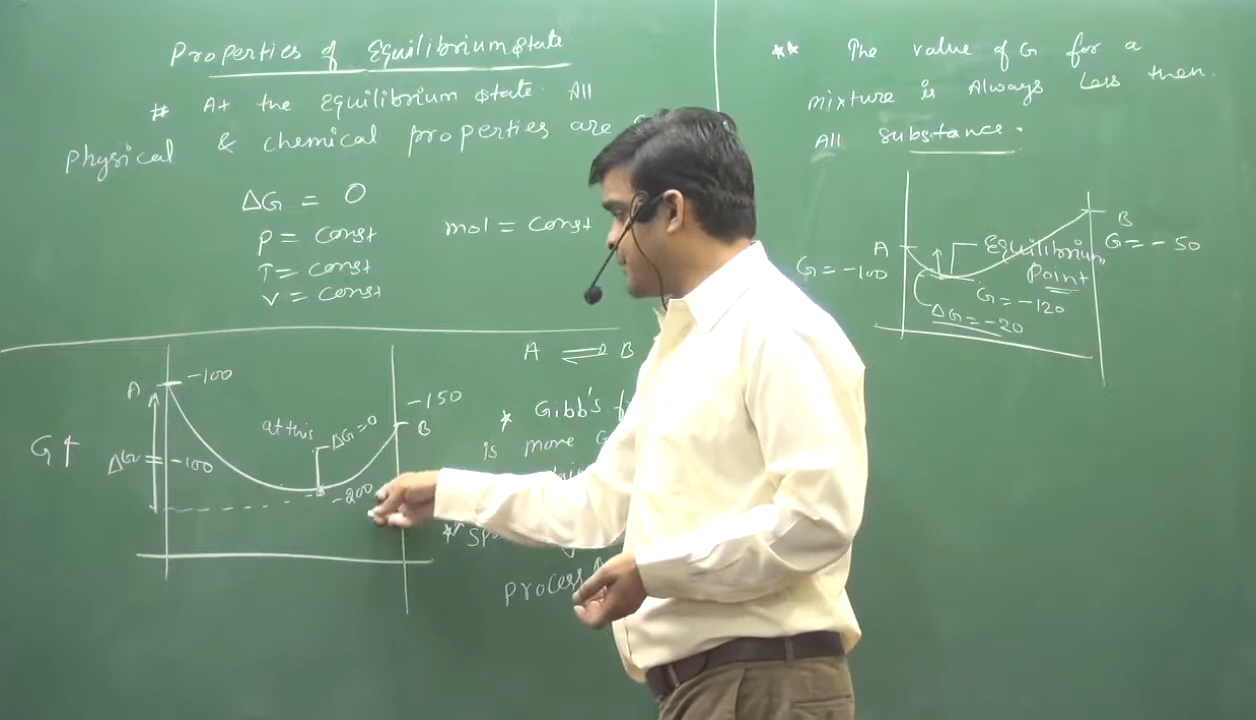 Properties of Equilibrium State
* At the Equilibrium State. All
Physical & chemical properties are
ΔG = 0
P = Const
T = Const
V = Const
mol = Const
A ⇌ B
A
-100
G↑
ΔG = -100
at this
ΔG = 0
-200
-150
B
* Gibb's
is more
*
process
** The value of G for a
mixture is Always Less then
All substance.
A
G = -100
Equilibrium
Point
G = -120
ΔG = -20
B
G = -50